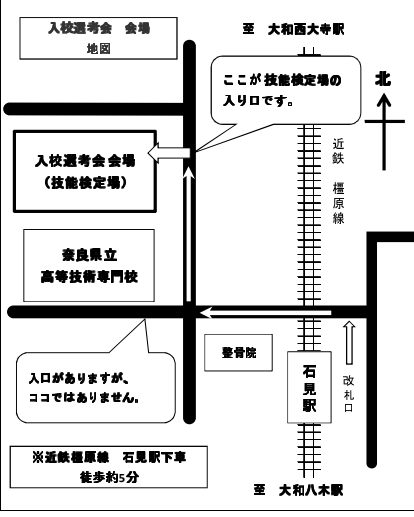 入校選考会 会場
地図
至 大和西大寺駅
ここが 技能検定場の
入り口です。
北
近鉄 橿原線
入校選考会 会場
（技能検定場）
奈良県立
高等技術専門校
整骨院
石見駅
改札口
入口がありますが、
ココではありません。
※近鉄橿原線 石見駅下車
徒歩約5分
至 大和八木駅